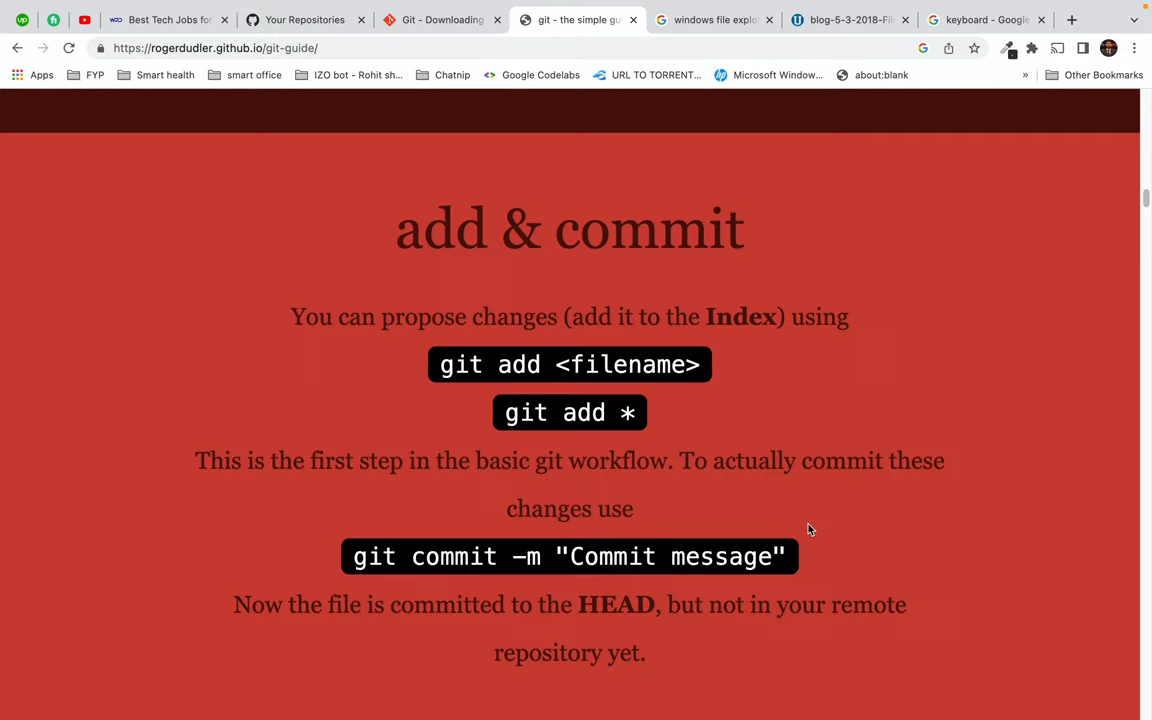 Best Tech Jobs for
Your Repositories
Git - Downloading
git - the simple gu
windows file explo
blog-5-3-2018-Fil
keyboard - Google
https://rogerdudler.github.io/git-guide/
Apps
FYP
Smart health
smart office
IZO bot - Rohit sh...
Chatnip
Google Codelabs
URL TO TORRENT...
Microsoft Window...
about:blank
»
Other Bookmarks
add & commit
You can propose changes (add it to the Index) using
git add <filename>
git add *
This is the first step in the basic git workflow. To actually commit these
changes use
git commit -m "Commit message"
Now the file is committed to the HEAD, but not in your remote
repository yet.